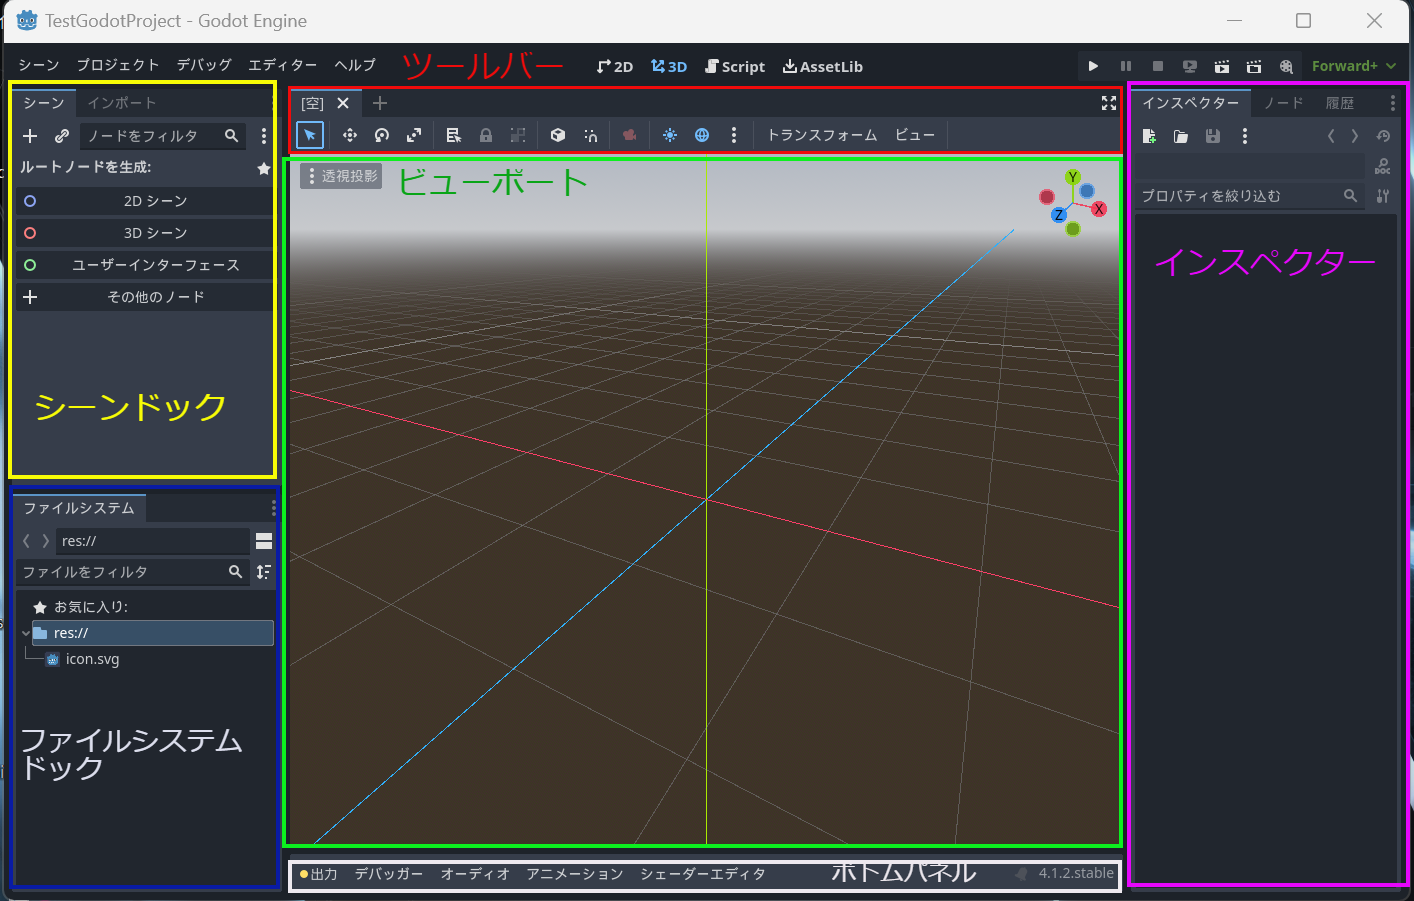 TestGodotProject - Godot Engine
シーン プロジェクト デバッグ エディター ヘルプ
ツールバー
2D 3D Script AssetLib
Forward+
シーン インポート
ノードをフィルタ
ルートノードを生成:
2D シーン
3D シーン
ユーザーインターフェース
その他のノード
シーンドック
ファイルシステム
res://
ファイルをフィルタ
お気に入り:
res://
icon.svg
ファイルシステム
ドック
[空]
トランスフォーム ビュー
透視投影
ビューポート
Y
X
Z
出力 デバッガー オーディオ アニメーション シェーダーエディタ
ボトムパネル
4.1.2.stable
インスペクター ノード 履歴
DOC
プロパティを絞り込む
インスペクター